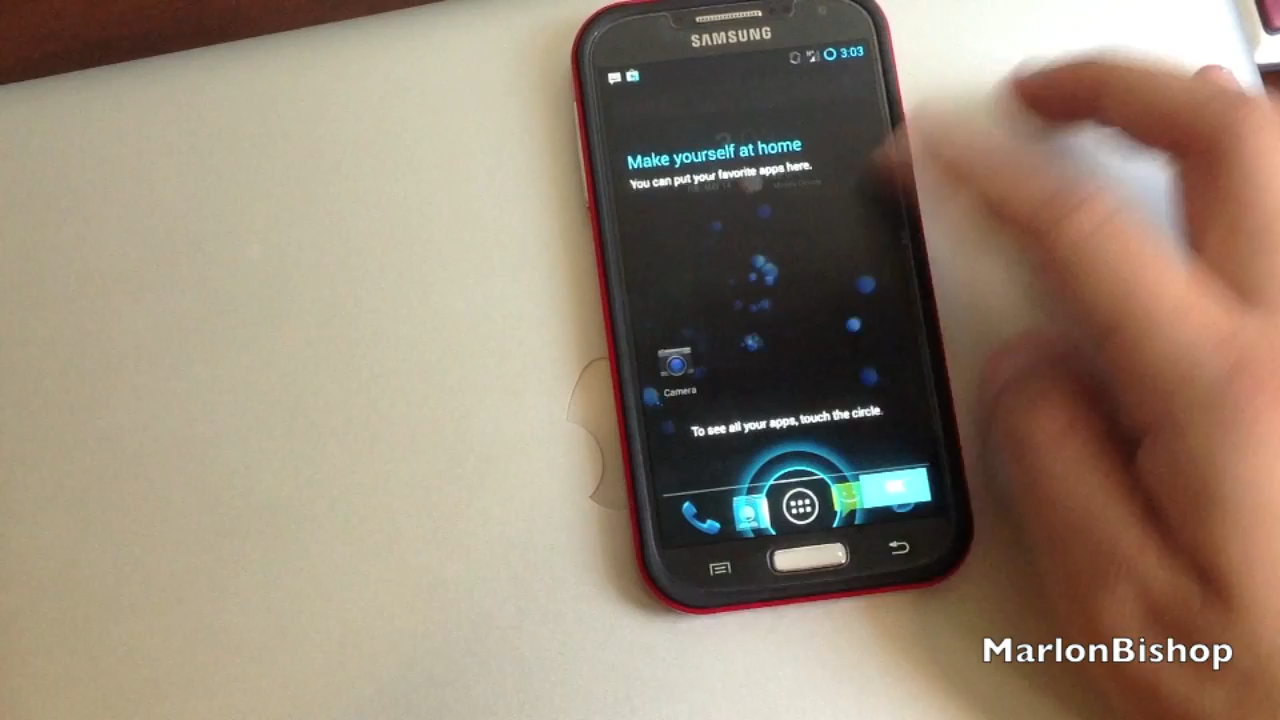 SAMSUNG
3:03
Make yourself at home
You can put your favorite apps here.
Camera
To see all your apps, touch the circle.
MarlonBishop